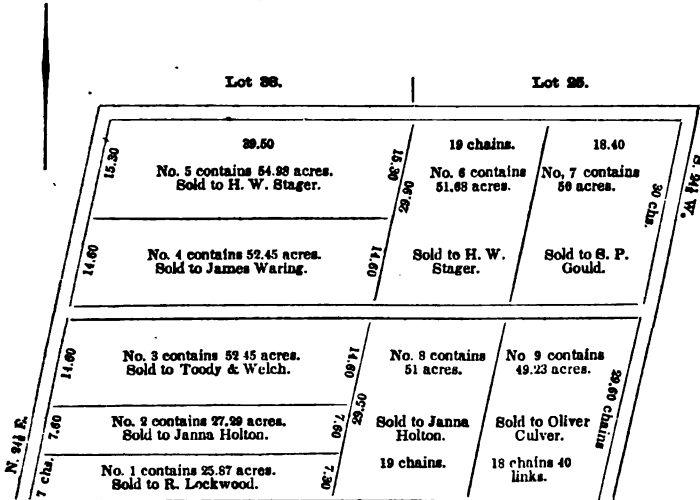 Lot 38. Lot 25.
39.50 19 chains. 18.40
15.30 15.30
No. 5 contains 54.98 acres.
Sold to H. W. Stager.
No. 6 contains
51.68 acres.
No, 7 contains
50 acres.
S. 24½ W.
30 chs.
29.90
14.60 14.60
No. 4 contains 52.45 acres.
Sold to James Waring.
Sold to H. W.
Stager.
Sold to S. P.
Gould.
14.60 14.60
No. 3 contains 52 45 acres.
Sold to Toody & Welch.
No. 8 contains
51 acres.
No 9 contains
49.23 acres.
29.60 chains
29.50
N. 24½ E.
7.60 7.60
No. 2 contains 27.29 acres.
Sold to Janna Holton.
Sold to Janna
Holton.
Sold to Oliver
Culver.
7 chs. 7.30
No. 1 contains 25.87 acres.
Sold to R. Lockwood.
19 chains.
18 chains 40
links.